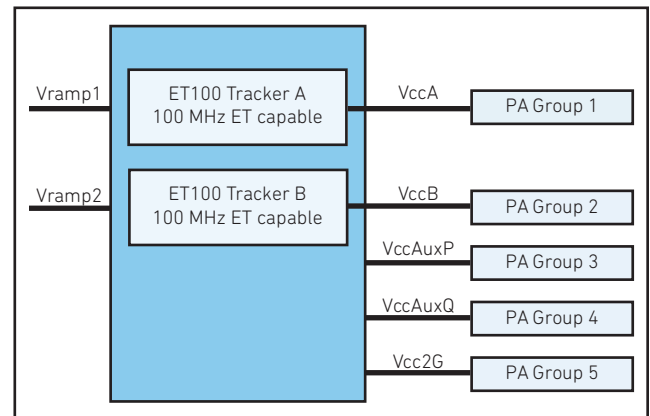 Vramp1
ET100 Tracker A
100 MHz ET capable
VccA
PA Group 1
Vramp2
ET100 Tracker B
100 MHz ET capable
VccB
PA Group 2
VccAuxP
PA Group 3
VccAuxQ
PA Group 4
Vcc2G
PA Group 5